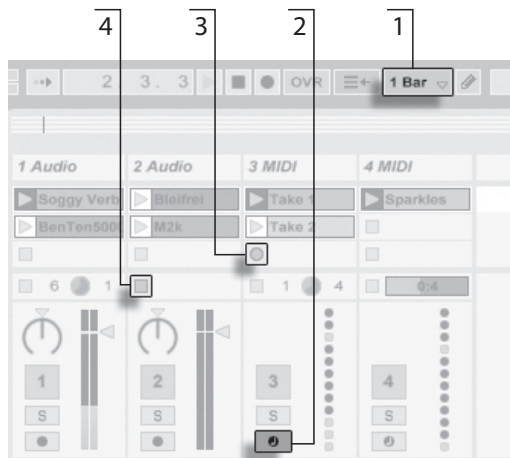 4 3 2 1
2. 3. 3 OVR 1 Bar
1 Audio 2 Audio 3 MIDI 4 MIDI
Soggy Verb Bleifrei Take 1 Sparkles
BenTen5000 M2k Take 2
6 1 1 4 0:4
1 2 3 4
S S S S